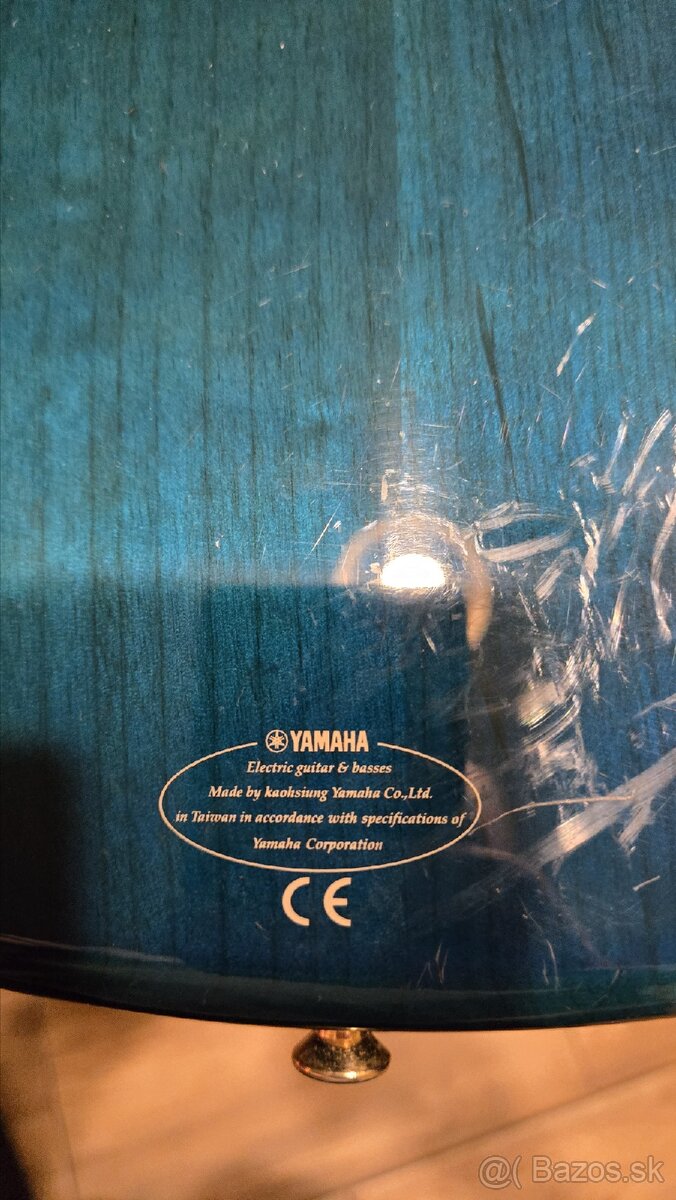 YAMAHA
Electric guitar & basses
Made by kaohsiung Yamaha Co.,Ltd.
in Taiwan in accordance with specifications of
Yamaha Corporation
CE
@( Bazos.sk